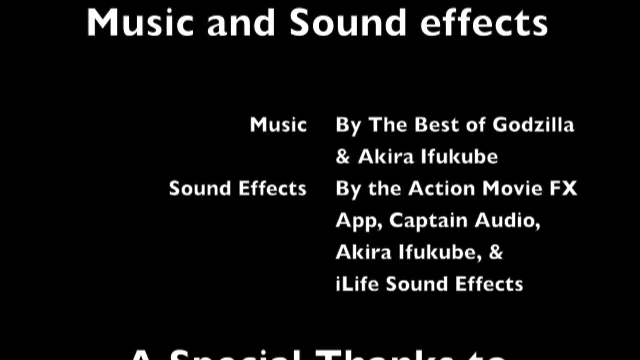 Music and Sound effects
Music By The Best of Godzilla
& Akira Ifukube
Sound Effects By the Action Movie FX
App, Captain Audio,
Akira Ifukube, &
iLife Sound Effects
A Special Thanks to